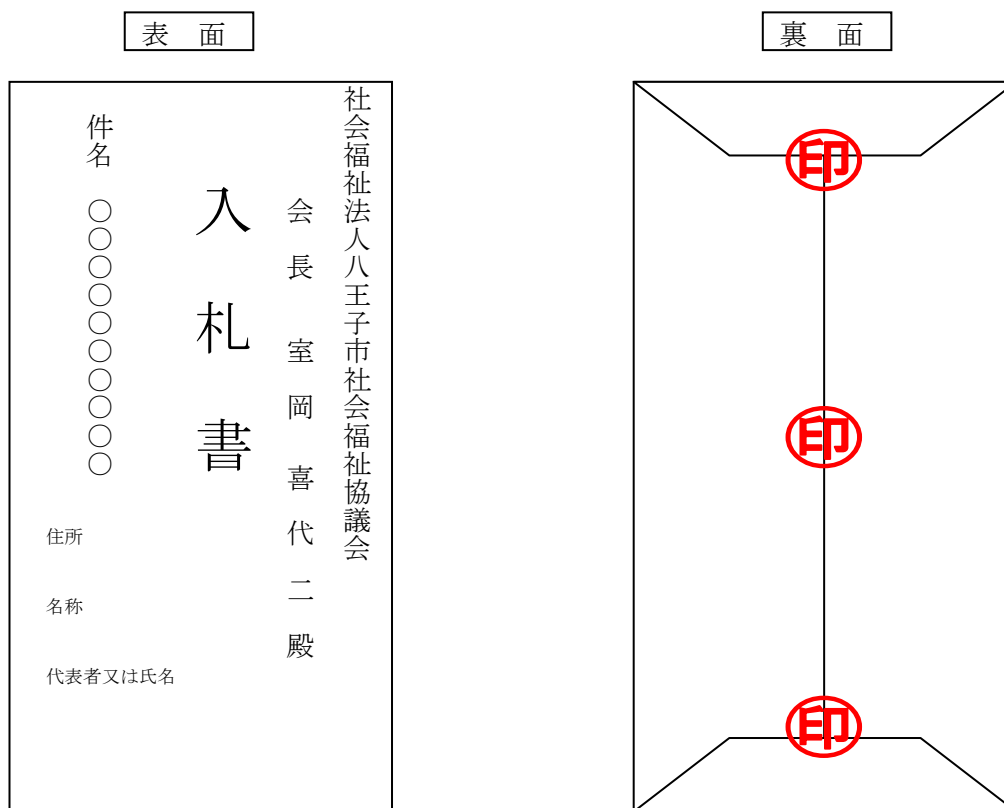 表 面
社会福祉法人八王子市社会福祉協議会
会長 室岡喜代二殿
入札書
件名 〇〇〇〇〇〇〇〇〇〇
住所
名称
代表者又は氏名
裏 面
印
印
印